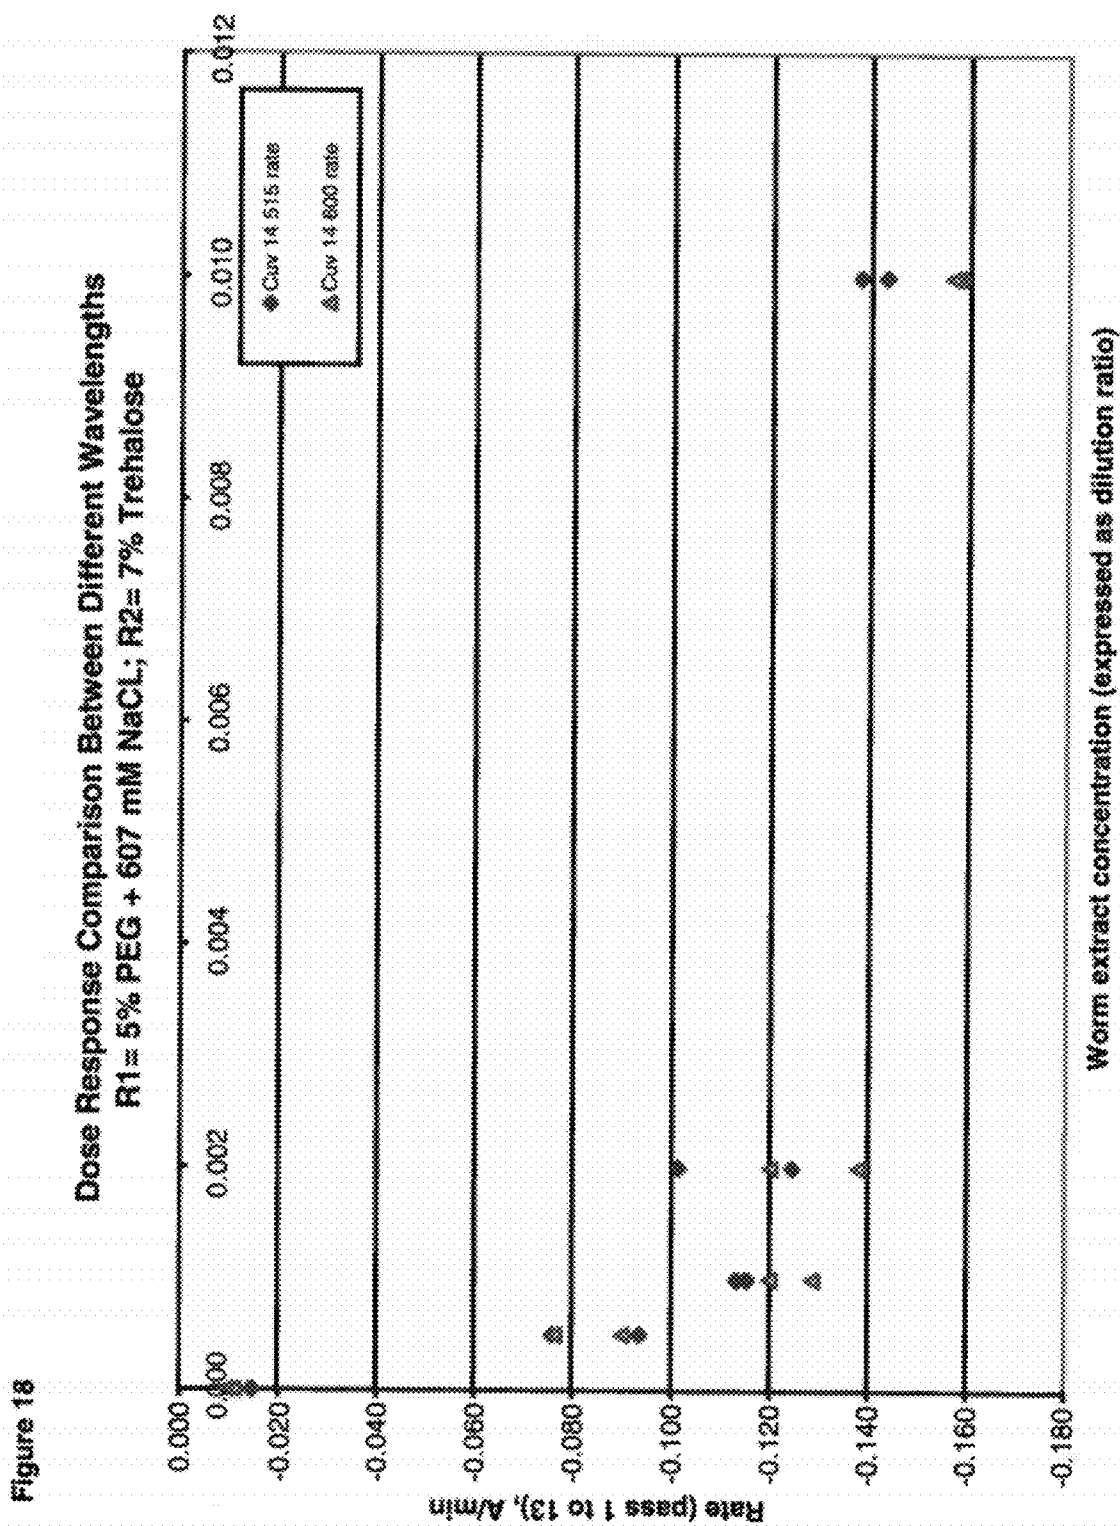 Figure 18
Dose Response Comparison Between Different Wavelengths
R1= 5% PEG + 607 mM NaCL; R2= 7% Trehalose
0.000
-0.020
-0.040
-0.060
-0.080
-0.100
-0.120
-0.140
-0.160
-0.180
Rate (pass 1 to 13), A/min
0.002
0.004
0.006
0.008
0.010
0.012
Cuv 14 515 rate
Cuv 14 600 rate
Worm extract concentration (expressed as dilution ratio)